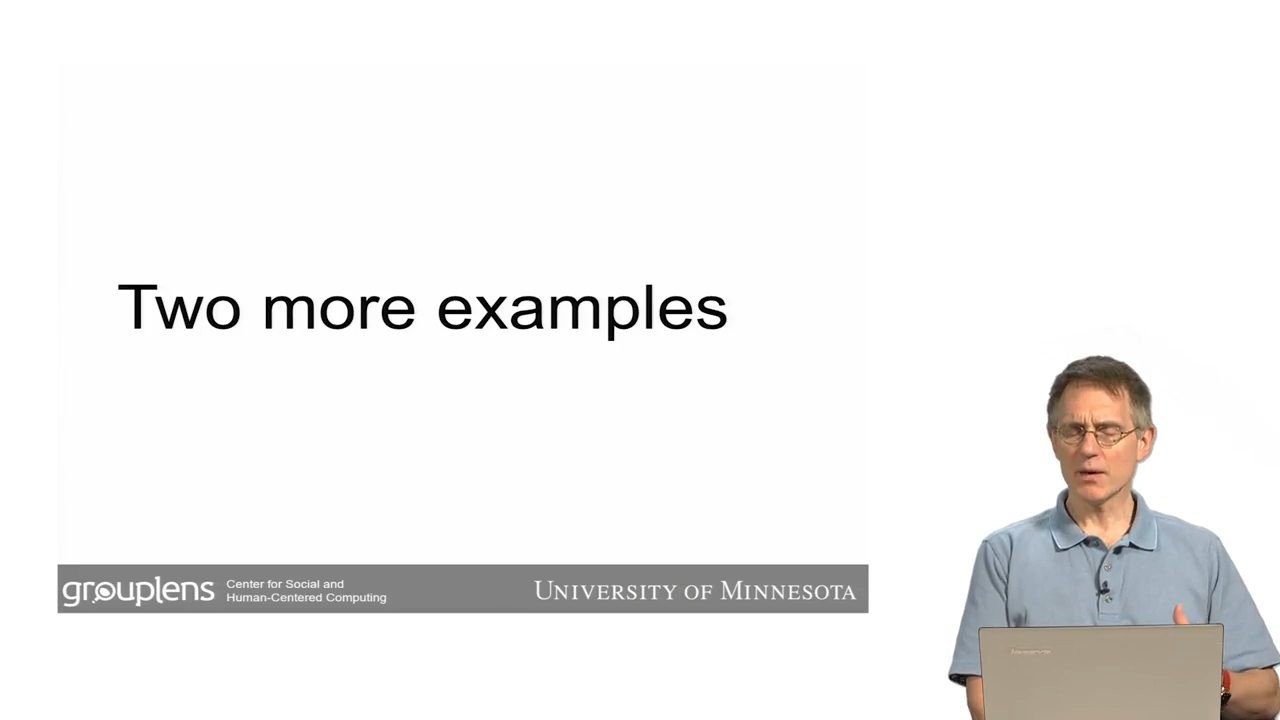 Two more examples
grouplens
Center for Social and
Human-Centered Computing
UNIVERSITY OF MINNESOTA